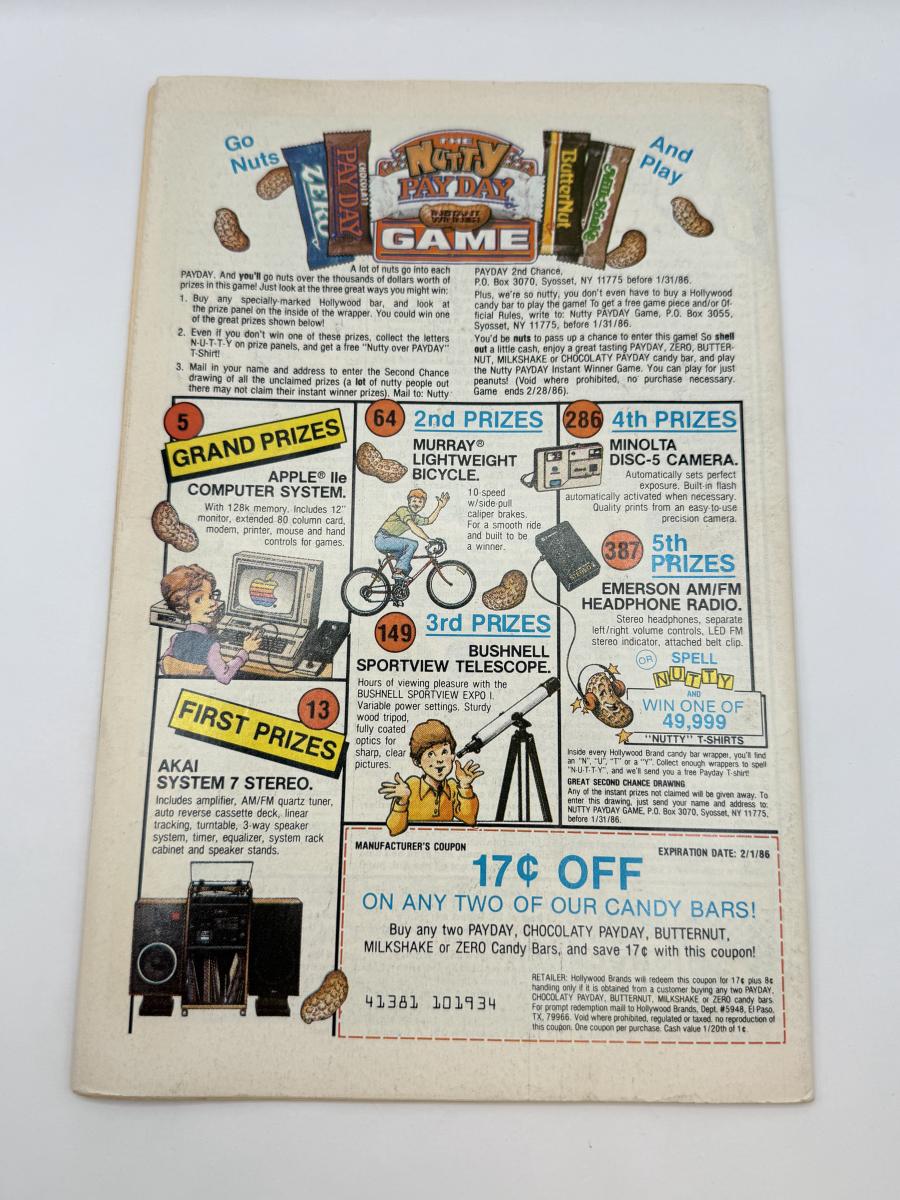 Go
Nuts
ZERO
CHOCOLATY
PAYDAY
THE
NUTTY
PAYDAY
INSTANT
WINNER
GAME
ButterNut
Milk Shake
And
Play
A lot of nuts go into each
PAYDAY. And you'll go nuts over the thousands of dollars worth of
prizes in this game! Just look at the three great ways you might win:
1. Buy any specially-marked Hollywood bar, and look at
the prize panel on the inside of the wrapper. You could win one
of the great prizes shown below!
2. Even if you don't win one of these prizes, collect the letters
N-U-T-T-Y on prize panels, and get a free "Nutty over PAYDAY"
T-Shirt!
3. Mail in your name and address to enter the Second Chance
drawing of all the unclaimed prizes (a lot of nutty people out
there may not claim their instant winner prizes). Mail to: Nutty
PAYDAY 2nd Chance,
P.O. Box 3070, Syosset, NY 11775 before 1/31/86.
Plus, we're so nutty, you don't even have to buy a Hollywood
candy bar to play the game! To get a free game piece and/or Of-
ficial Rules, write to: Nutty PAYDAY Game, P.O. Box 3055,
Syosset, NY 11775, before 1/31/86.
You'd be nuts to pass up a chance to enter this game! So shell
out a little cash, enjoy a great tasting PAYDAY, ZERO, BUTTER-
NUT, MILKSHAKE or CHOCOLATY PAYDAY candy bar, and play
the Nutty PAYDAY Instant Winner Game. You can play for just
peanuts! (Void where prohibited, no purchase necessary.
Game ends 2/28/86).
5
GRAND PRIZES
APPLE® IIe
COMPUTER SYSTEM.
With 128k memory. Includes 12"
monitor, extended 80 column card,
modem, printer, mouse and hand
controls for games.
13
FIRST PRIZES
AKAI
SYSTEM 7 STEREO.
Includes amplifier, AM/FM quartz tuner,
auto reverse cassette deck, linear
tracking, turntable, 3-way speaker
system, timer, equalizer, system rack
cabinet and speaker stands.
64 2nd PRIZES
MURRAY®
LIGHTWEIGHT
BICYCLE.
10-speed
w/side-pull
caliper brakes.
For a smooth ride
and built to be
a winner.
149 3rd PRIZES
BUSHNELL
SPORTVIEW TELESCOPE.
Hours of viewing pleasure with the
BUSHNELL SPORTVIEW EXPO I.
Variable power settings. Sturdy
wood tripod,
fully coated
optics for
sharp, clear
pictures.
286 4th PRIZES
MINOLTA
DISC-5 CAMERA.
Automatically sets perfect
exposure. Built-in flash
automatically activated when necessary.
Quality prints from an easy-to-use
precision camera.
387 5th
PRIZES
EMERSON AM/FM
HEADPHONE RADIO.
Stereo headphones, separate
left/right volume controls, LED FM
stereo indicator, attached belt clip.
OR SPELL
NUTTY
AND
WIN ONE OF
49,999
"NUTTY" T-SHIRTS
Inside every Hollywood Brand candy bar wrapper, you'll find
an "N", "U", "T" or a "Y". Collect enough wrappers to spell
"N-U-T-T-Y", and we'll send you a free Payday T-shirt!
GREAT SECOND CHANCE DRAWING
Any of the instant prizes not claimed will be given away. To
enter this drawing, just send your name and address to:
NUTTY PAYDAY GAME, P.O. Box 3070, Syosset, NY 11775,
before 1/31/86.
MANUFACTURER'S COUPON
EXPIRATION DATE: 2/1/86
17¢ OFF
ON ANY TWO OF OUR CANDY BARS!
Buy any two PAYDAY, CHOCOLATY PAYDAY, BUTTERNUT,
MILKSHAKE or ZERO Candy Bars, and save 17¢ with this coupon!
41381 101934
RETAILER: Hollywood Brands will redeem this coupon for 17¢ plus 8¢
handling only if it is obtained from a customer buying any two PAYDAY,
CHOCOLATY PAYDAY, BUTTERNUT, MILKSHAKE or ZERO candy bars.
For prompt redemption mail to Hollywood Brands, Dept. #5948, El Paso,
TX, 79966. Void where prohibited, regulated or taxed. no reproduction of
this coupon. One coupon per purchase. Cash value 1/20th of 1¢.